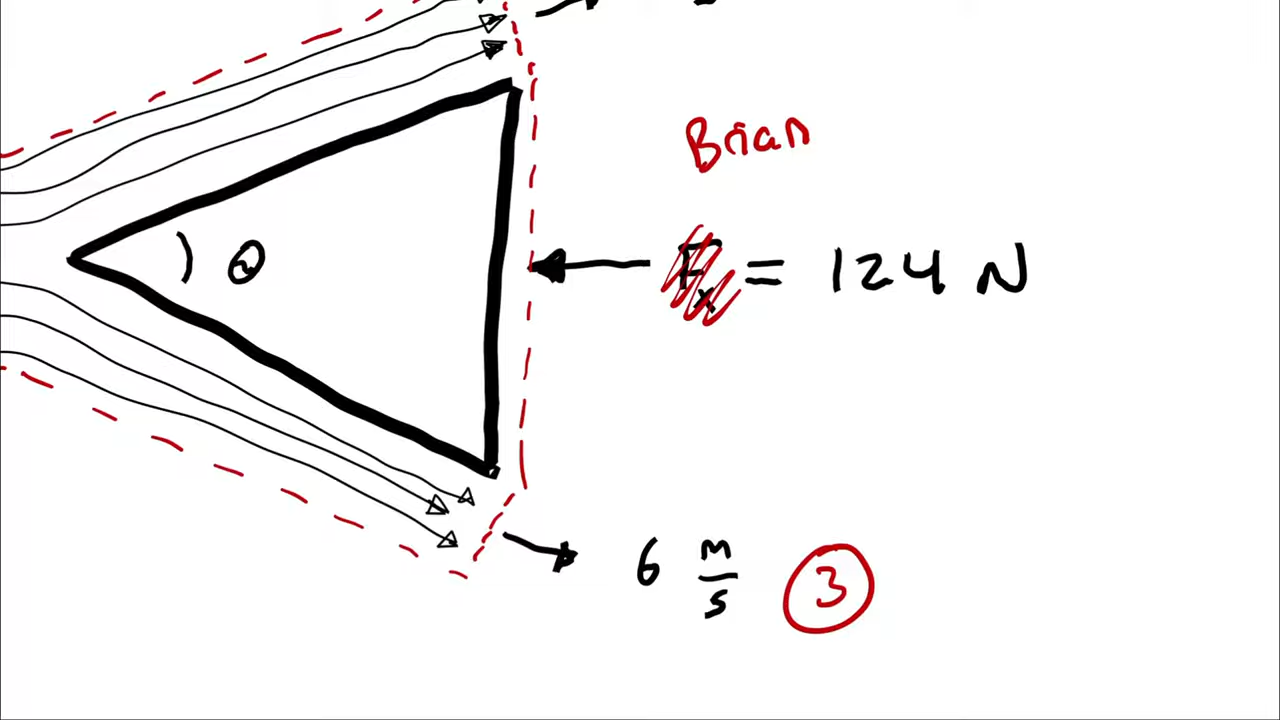 Brian
θ
= 124 N
6 m/s ③